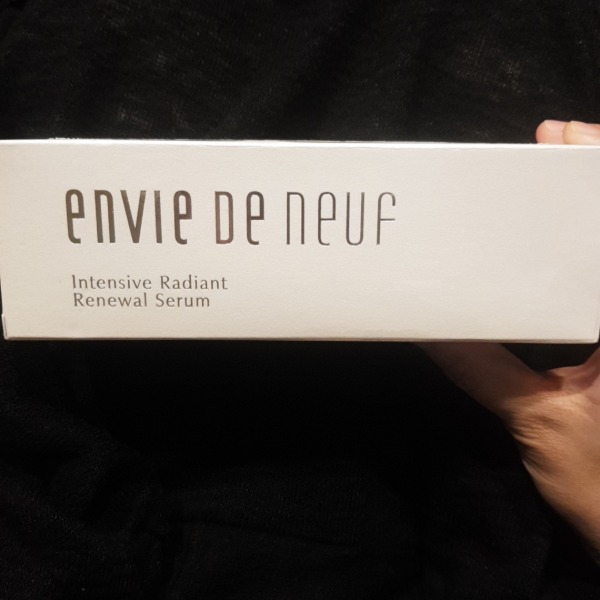 envie De neuf
Intensive Radiant
Renewal Serum